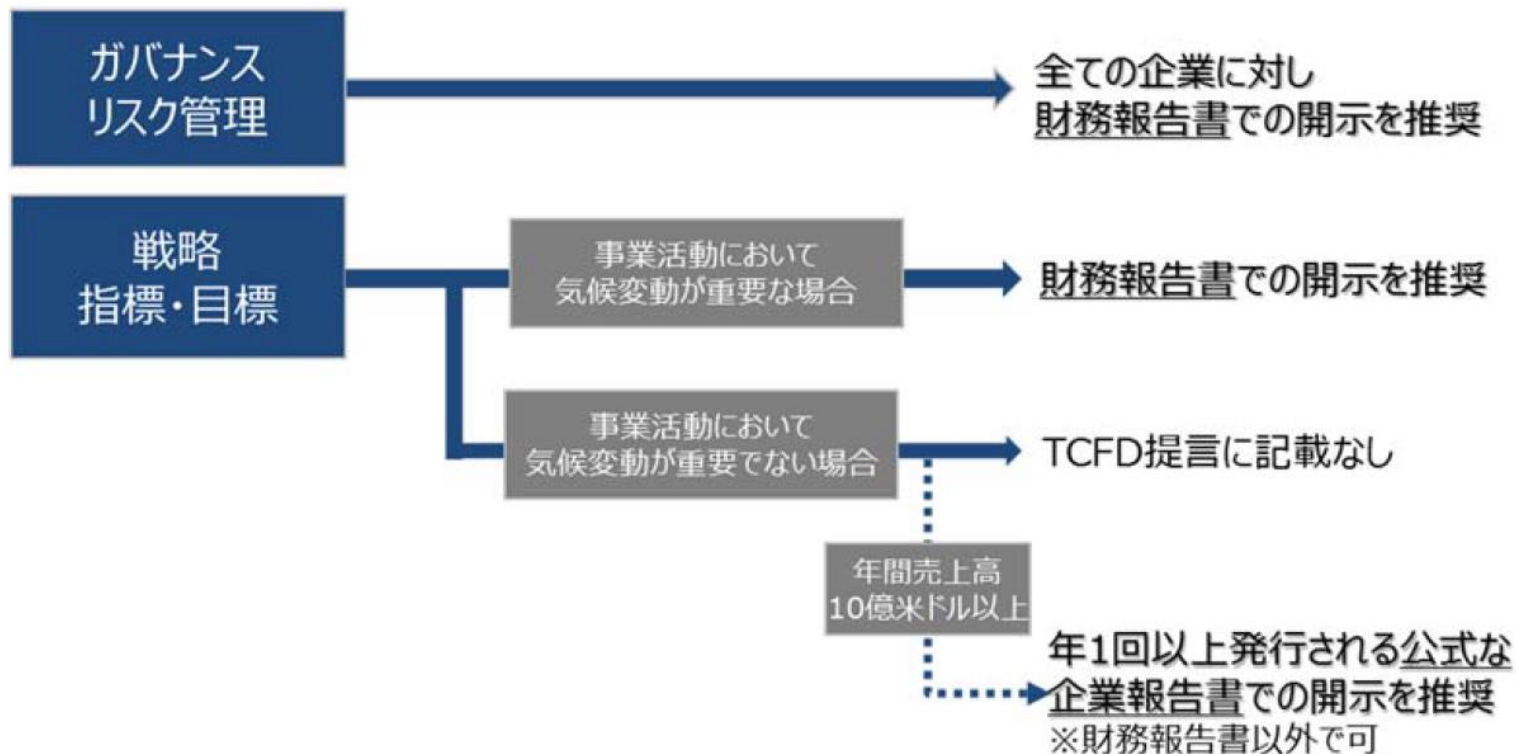 ガバナンス
リスク管理
全ての企業に対し
財務報告書での開示を推奨
戦略
指標・目標
事業活動において
気候変動が重要な場合
財務報告書での開示を推奨
事業活動において
気候変動が重要でない場合
TCFD提言に記載なし
年間売上高
10億米ドル以上
年1回以上発行される公式な
企業報告書での開示を推奨
※財務報告書以外で可